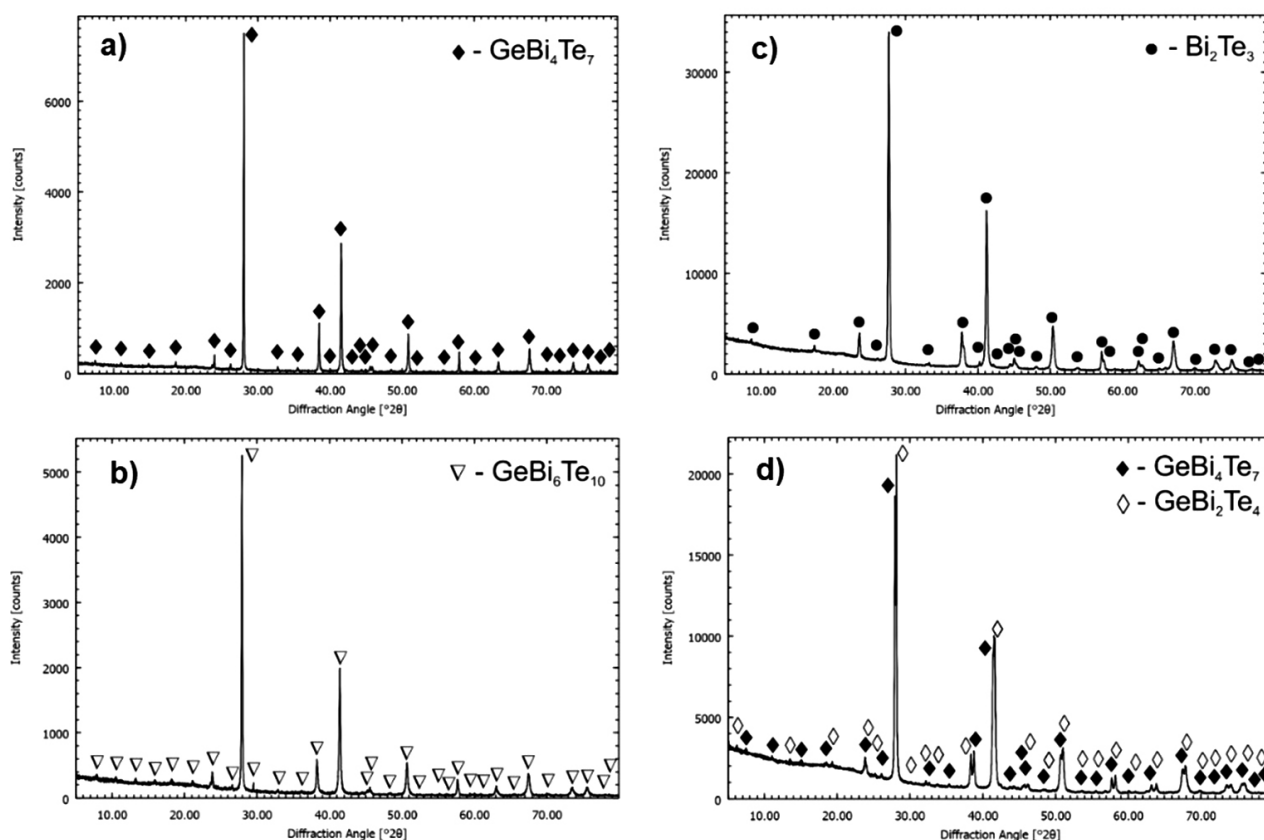 a)
◆ - GeBi₄Te₇
Intensity [counts]
6000
4000
2000
0
10.00 20.00 30.00 40.00 50.00 60.00 70.00
Diffraction Angle [°2θ]
c)
● - Bi₂Te₃
Intensity [counts]
30000
20000
10000
0
10.00 20.00 30.00 40.00 50.00 60.00 70.00
Diffraction Angle [°2θ]
b)
▽ - GeBi₆Te₁₀
Intensity [counts]
5000
4000
3000
2000
1000
0
10.00 20.00 30.00 40.00 50.00 60.00 70.00
Diffraction Angle [°2θ]
d)
◆ - GeBi₄Te₇
◇ - GeBi₂Te₄
Intensity [counts]
20000
15000
10000
5000
0
10.00 20.00 30.00 40.00 50.00 60.00 70.00
Diffraction Angle [°2θ]